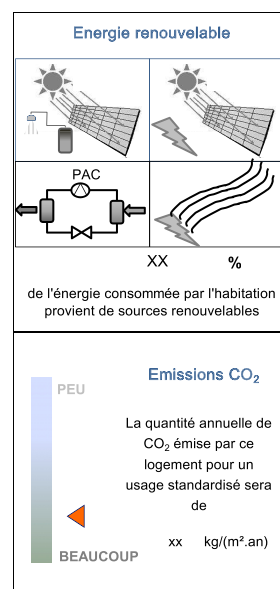 Energie renouvelable
PAC
XX %
de l'énergie consommée par l'habitation
provient de sources renouvelables
Emissions CO₂
PEU
La quantité annuelle de
CO₂ émise par ce
logement pour un
usage standardisé sera
de
xx kg/(m².an)
BEAUCOUP